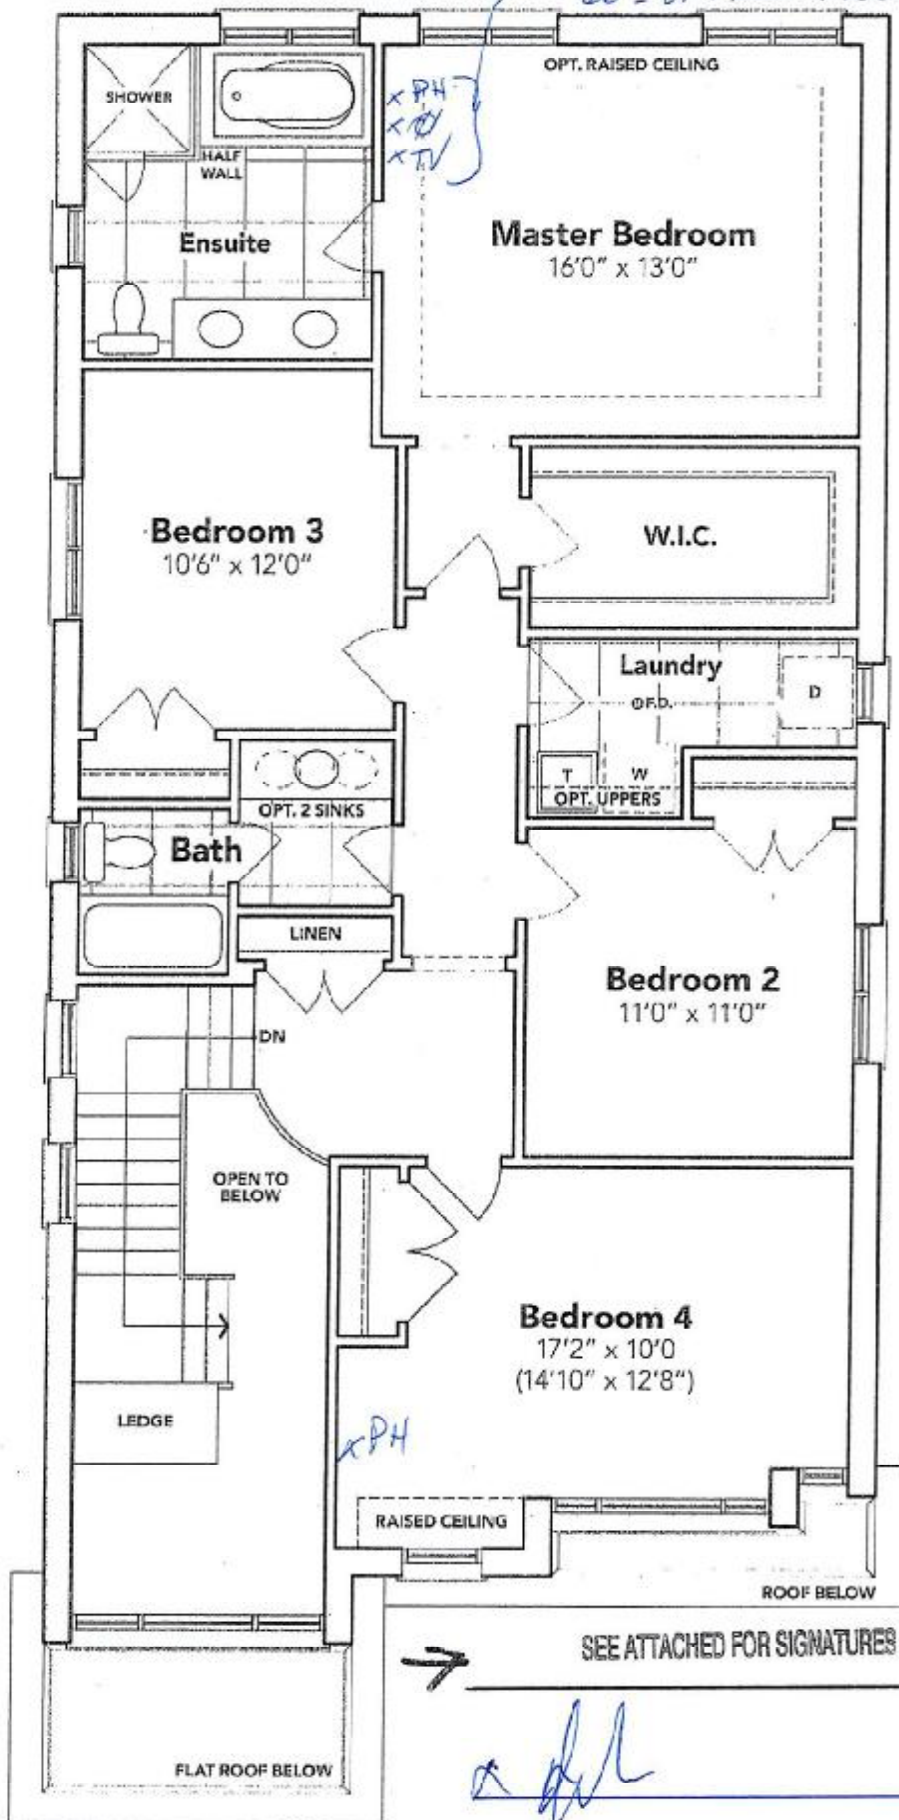 OPT. RAISED CEILING
SHOWER
x PH
x Ø
x TV
HALF
WALL
Ensuite
Master Bedroom
16'0" x 13'0"
Bedroom 3
10'6" x 12'0"
W.I.C.
Laundry
F.D.
D
T
W
OPT. UPPERS
OPT. 2 SINKS
Bath
LINEN
Bedroom 2
11'0" x 11'0"
DN
OPEN TO
BELOW
Bedroom 4
17'2" x 10'0
(14'10" x 12'8")
LEDGE
x PH
RAISED CEILING
ROOF BELOW
SEE ATTACHED FOR SIGNATURES
FLAT ROOF BELOW
x